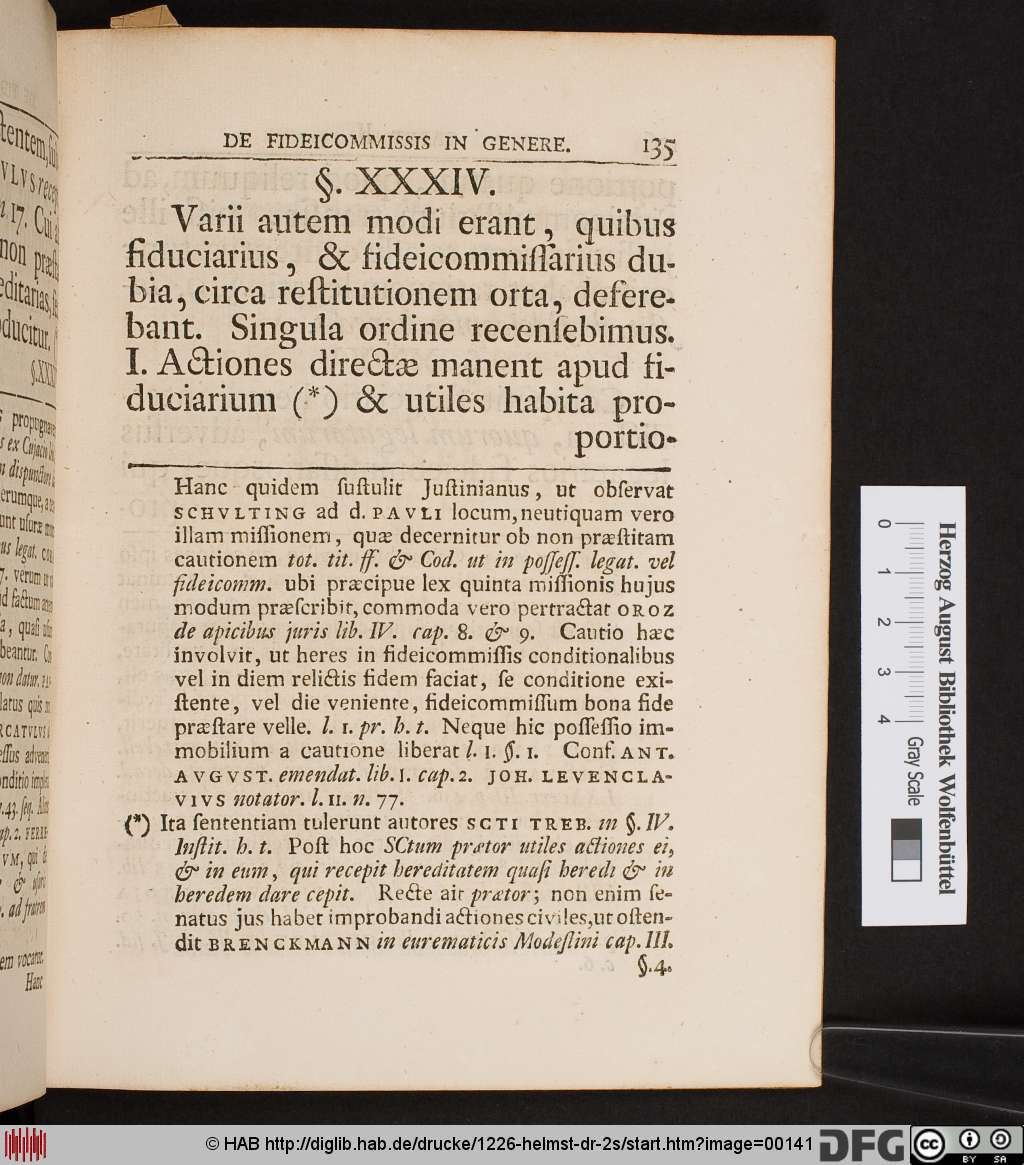 DE FIDEICOMMISSIS IN GENERE. 135
§. XXXIV.
Varii autem modi erant, quibus
fiduciarius, & fideicommiſſarius du-
bia, circa reſtitutionem orta, defere-
bant. Singula ordine recenſebimus.
I. Actiones directæ manent apud fi-
duciarium (*) & utiles habita pro-
portio-
Hanc quidem ſuſtulit Juſtinianus, ut obſervat
SCHVLTING ad d. PAVLI locum, neutiquam vero
illam miſſionem, quæ decernitur ob non præſtitam
cautionem tot. tit. ff. & Cod. ut in poſſeſſ. legat. vel
fideicomm. ubi præcipue lex quinta miſſionis hujus
modum præſcribit, commoda vero pertractat OROZ
de apicibus juris lib. IV. cap. 8. & 9. Cautio hæc
involvit, ut heres in fideicommiſſis conditionalibus
vel in diem relictis fidem faciat, ſe conditione exi-
ſtente, vel die veniente, fideicommiſſum bona fide
præſtare velle. l. 1. pr. h. t. Neque hic poſſeſſio im-
mobilium a cautione liberat l. 1. §. 1. Conf. ANT.
AVGVST. emendat. lib. I. cap. 2. JOH. LEVENCLA-
VIVS notator. l. II. n. 77.
(*) Ita ſententiam tulerunt autores SCTI TREB. in §. IV.
Inſtit. h. t. Poſt hoc SCtum prætor utiles actiones ei,
& in eum, qui recepit hereditatem quaſi heredi & in
heredem dare cepit. Recte ait prætor; non enim ſe-
natus jus habet improbandi actiones civiles, ut oſten-
dit BRENCKMANN in eurematicis Modeſtini cap. III.
§. 4.
Herzog August Bibliothek Wolfenbüttel
0 1 2 3 4 Gray Scale
© HAB http://diglib.hab.de/drucke/1226-helmst-dr-2s/start.htm?image=00141 DFG cc BY SA